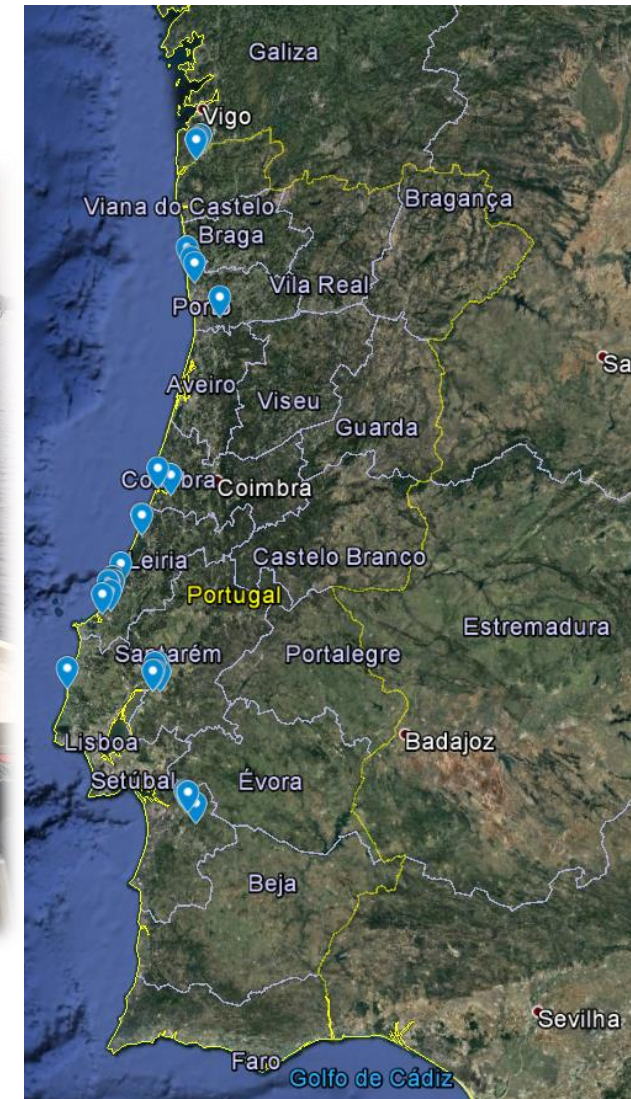 Galiza
Vigo
Bragança
Viana do Castelo
Braga
Vila Real
Porto
Sa
Aveiro
Viseu
Guarda
Coimbra
Coimbra
Leiria
Castelo Branco
Portugal
Estremadura
Santarém
Portalegre
Lisboa
Badajoz
Setúbal
Évora
Beja
Sevilha
Faro
Golfo de Cádiz